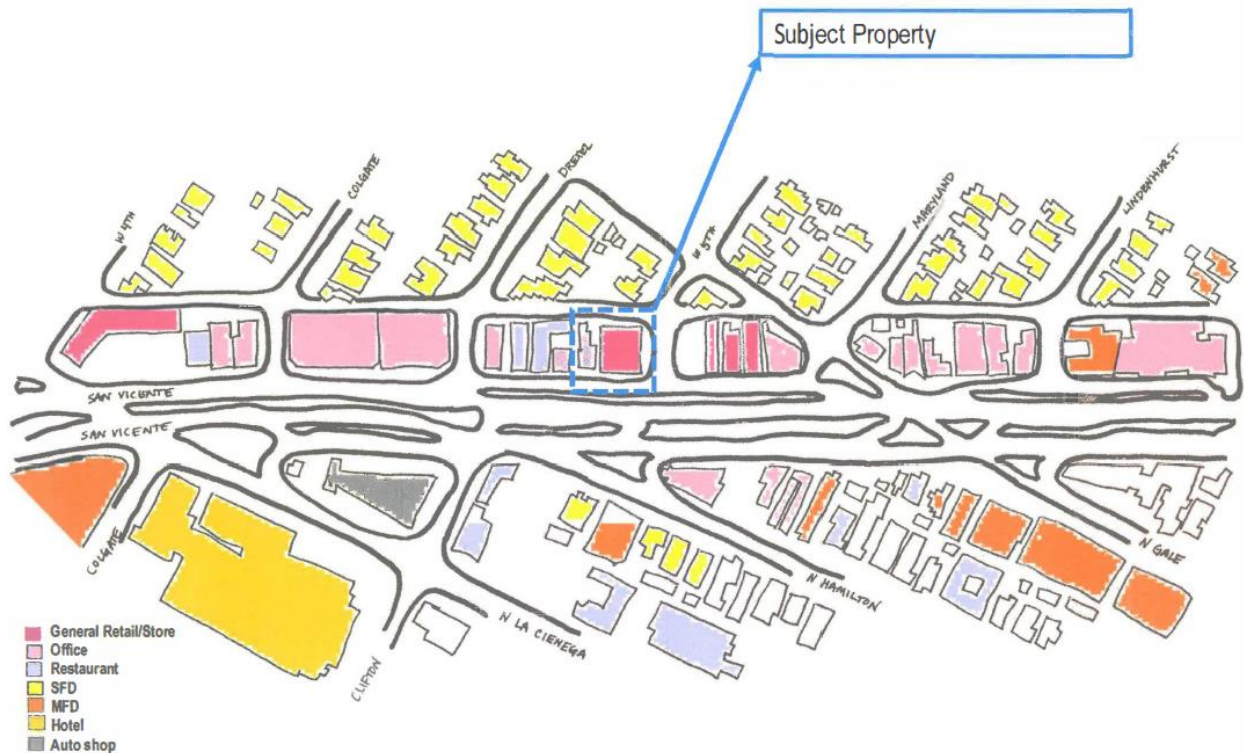 Subject Property
W 4TH
COLGATE
DREXEL
W 5TH
MARYLAND
LINDENHURST
SAN VICENTE
SAN VICENTE
COLGATE
CLIFTON
N LA CIENEGA
N HAMILTON
N GALE
General Retail/Store
Office
Restaurant
SFD
MFD
Hotel
Auto shop